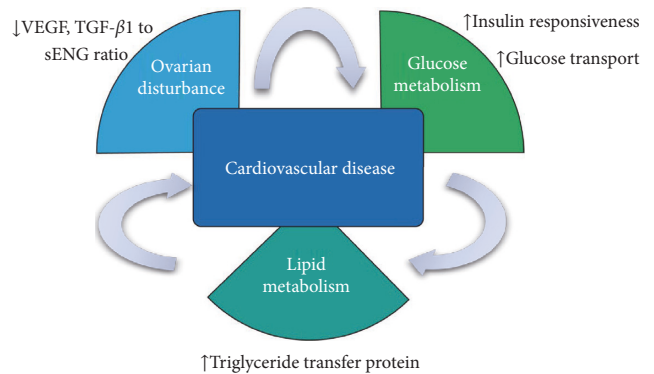 ↓VEGF, TGF-β1 to
sENG ratio
Ovarian
disturbance
↑Insulin responsiveness
↑Glucose transport
Glucose
metabolism
Cardiovascular disease
Lipid
metabolism
↑Triglyceride transfer protein